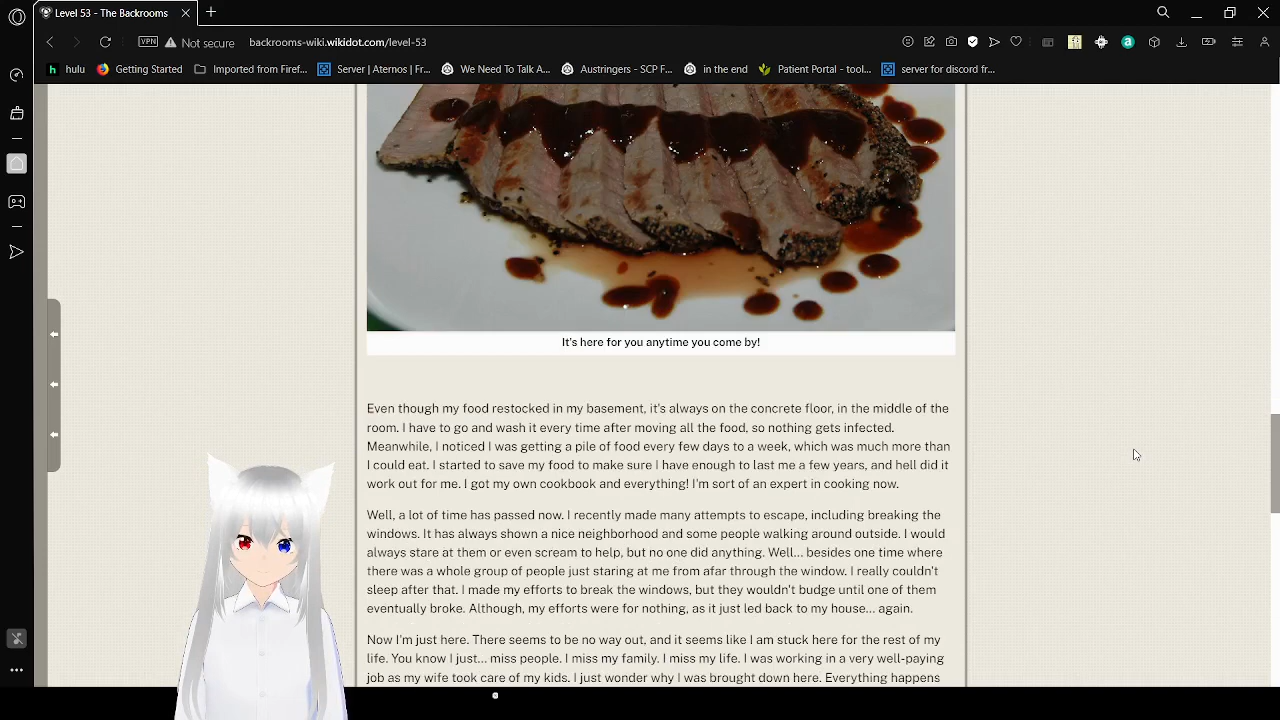 Level 53 - The Backrooms
VPN Not secure backrooms-wiki.wikidot.com/level-53
hulu Getting Started Imported from Firef... Server | Aternos | Fr... We Need To Talk A... Austringers - SCP F... in the end Patient Portal - tool... server for discord fr...
It's here for you anytime you come by!
Even though my food restocked in my basement, it's always on the concrete floor, in the middle of the
room. I have to go and wash it every time after moving all the food, so nothing gets infected.
Meanwhile, I noticed I was getting a pile of food every few days to a week, which was much more than
I could eat. I started to save my food to make sure I have enough to last me a few years, and hell did it
work out for me. I got my own cookbook and everything! I'm sort of an expert in cooking now.
Well, a lot of time has passed now. I recently made many attempts to escape, including breaking the
windows. It has always shown a nice neighborhood and some people walking around outside. I would
always stare at them or even scream to help, but no one did anything. Well... besides one time where
there was a whole group of people just staring at me from afar through the window. I really couldn't
sleep after that. I made my efforts to break the windows, but they wouldn't budge until one of them
eventually broke. Although, my efforts were for nothing, as it just led back to my house... again.
Now I'm just here. There seems to be no way out, and it seems like I am stuck here for the rest of my
life. You know I just... miss people. I miss my family. I miss my life. I was working in a very well-paying
job as my wife took care of my kids. I just wonder why I was brought down here. Everything happens